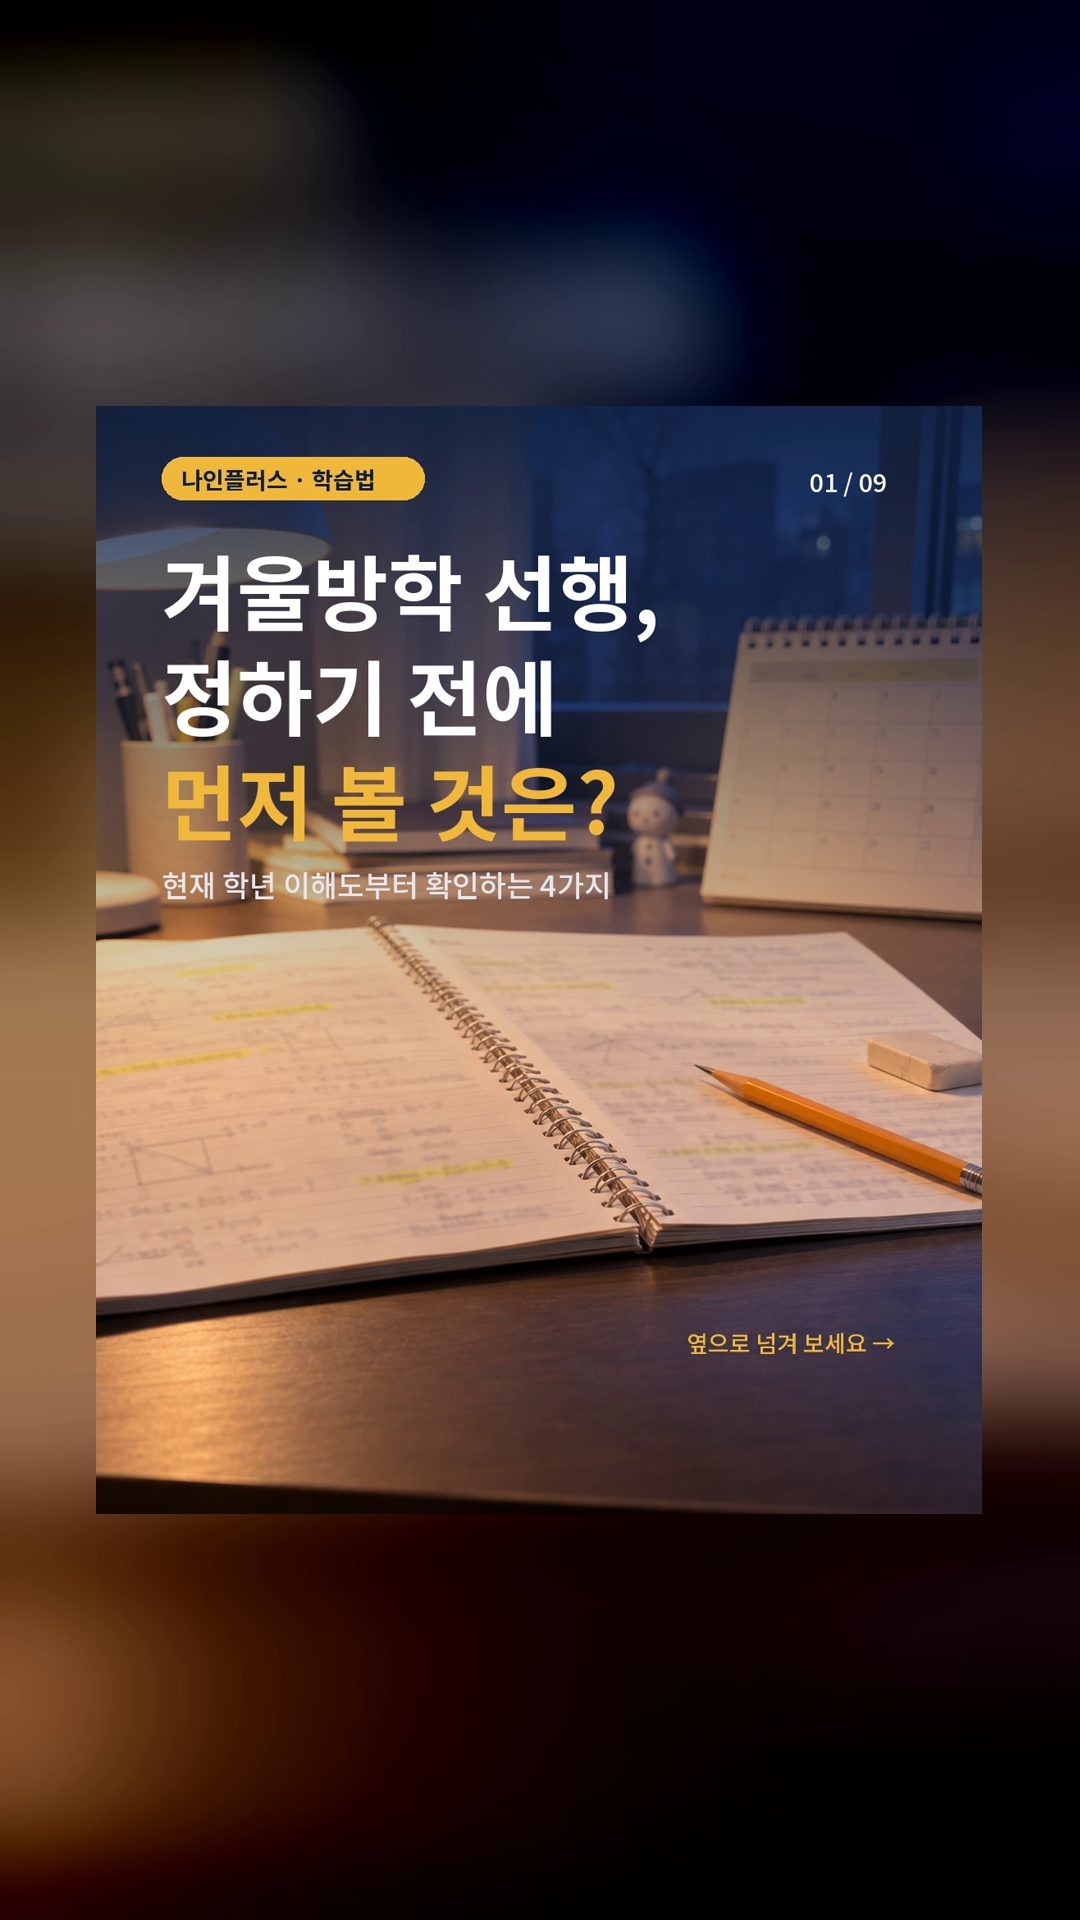 나인플러스 · 학습법
01 / 09
겨울방학 선행,
정하기 전에
먼저 볼 것은?
현재 학년 이해도부터 확인하는 4가지
옆으로 넘겨 보세요 →